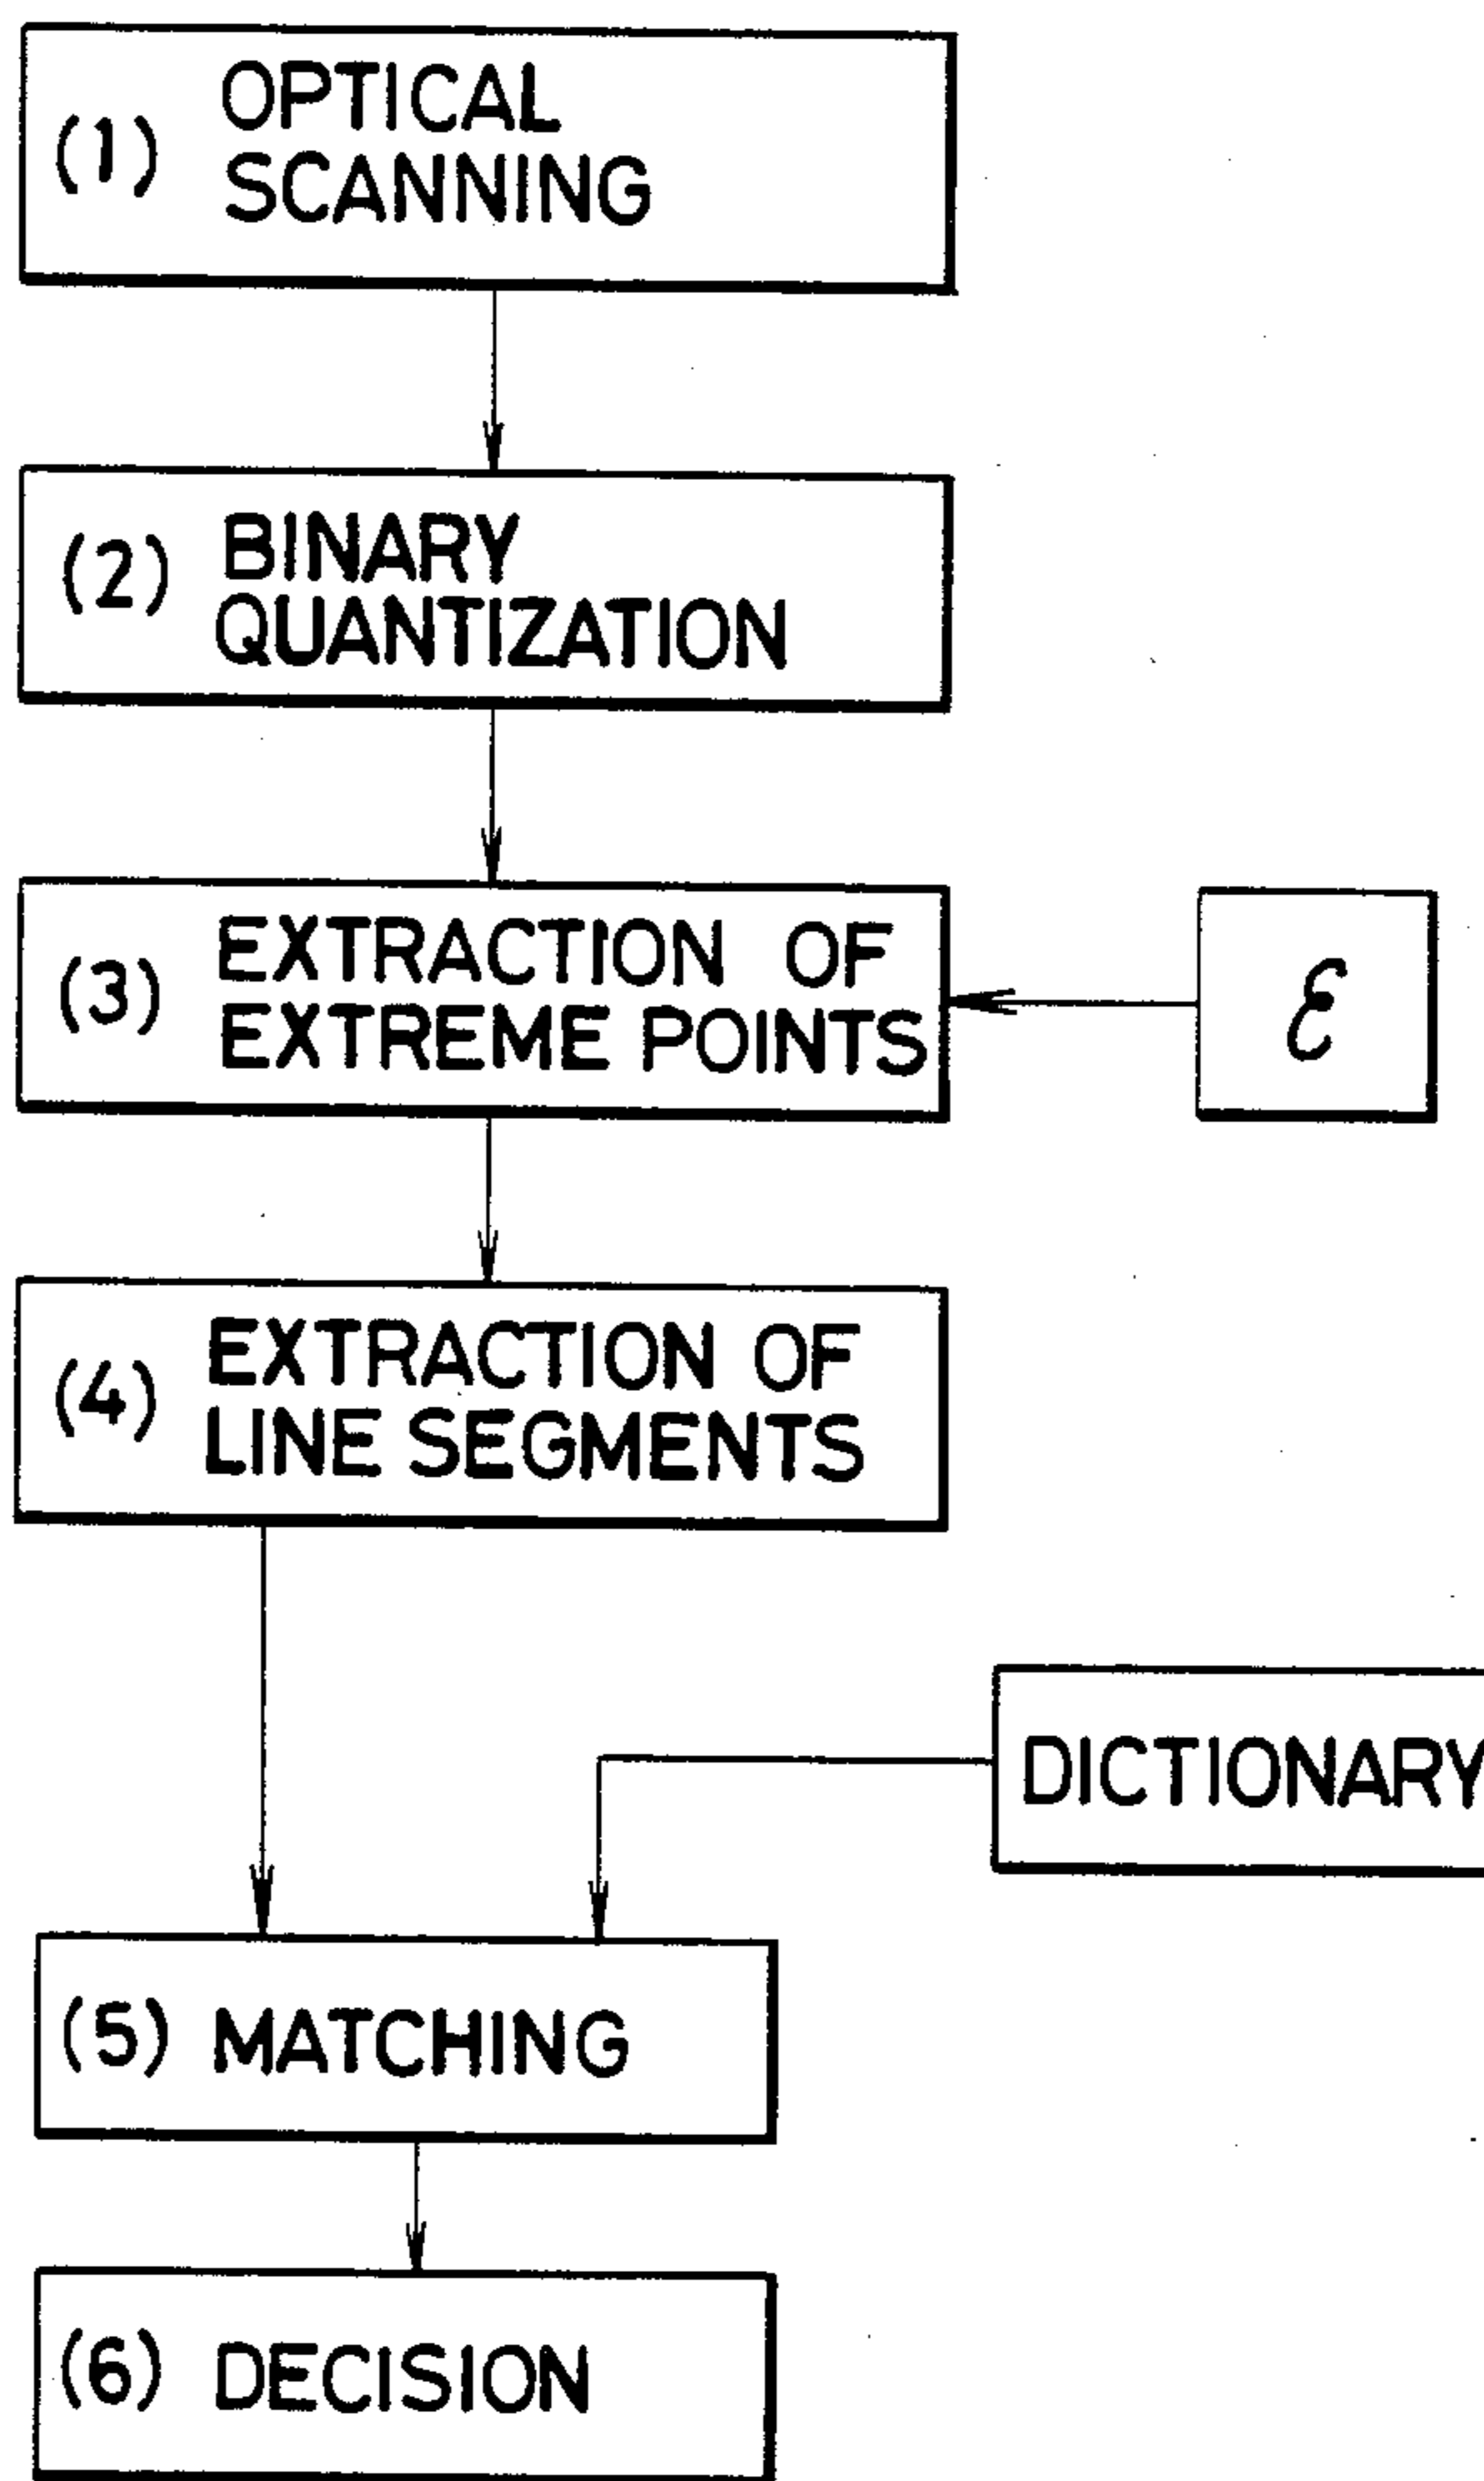 (1) OPTICAL
SCANNING
(2) BINARY
QUANTIZATION
(3) EXTRACTION OF
EXTREME POINTS
ℰ
(4) EXTRACTION OF
LINE SEGMENTS
DICTIONARY
(5) MATCHING
(6) DECISION